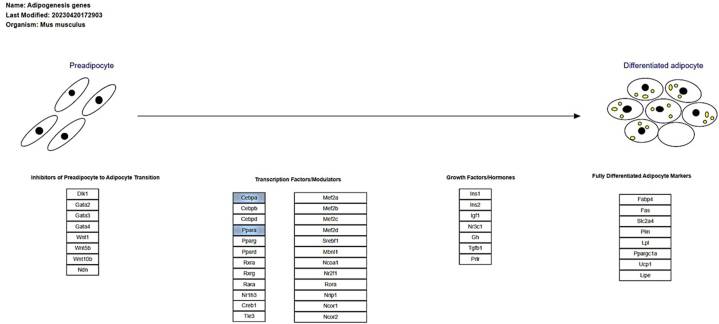 Name: Adipogenesis genes
Last Modified: 20230420172903
Organism: Mus musculus
Preadipocyte
Differentiated adipocyte
Inhibitors of Preadipocyte to Adipocyte Transition
Dlk1
Gata2
Gata3
Gata4
Wnt1
Wnt5b
Wnt10b
Ndn
Transcription Factors/Modulators
Cebpa
Cebpb
Cebpd
Ppara
Pparg
Ppard
Rxra
Rxrg
Rara
Nr1h3
Creb1
Tle3
Mef2a
Mef2b
Mef2c
Mef2d
Srebf1
Mbnl1
Ncoa1
Nr2f1
Rora
Nrip1
Ncor1
Ncor2
Growth Factors/Hormones
Ins1
Ins2
Igf1
Nr3c1
Gh
Tgfb1
Prlr
Fully Differentiated Adipocyte Markers
Fabp4
Fas
Slc2a4
Plin
Lpl
Ppargc1a
Ucp1
Lipe